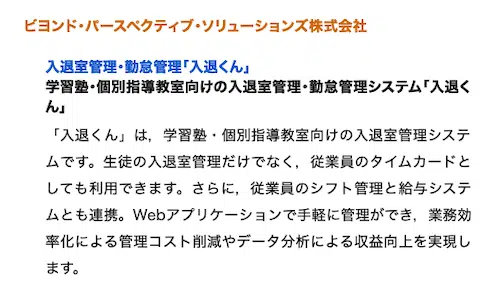 ビヨンド・パースペクティブ・ソリューションズ株式会社
入退室管理・勤怠管理「入退くん」
学習塾・個別指導教室向けの入退室管理・勤怠管理システム「入退く
ん」
「入退くん」は，学習塾・個別指導教室向けの入退室管理システ
ムです。生徒の入退室管理だけでなく，従業員のタイムカードと
しても利用できます。さらに，従業員のシフト管理と給与システ
ムとも連携。Webアプリケーションで手軽に管理ができ，業務効
率化による管理コスト削減やデータ分析による収益向上を実現し
ます。